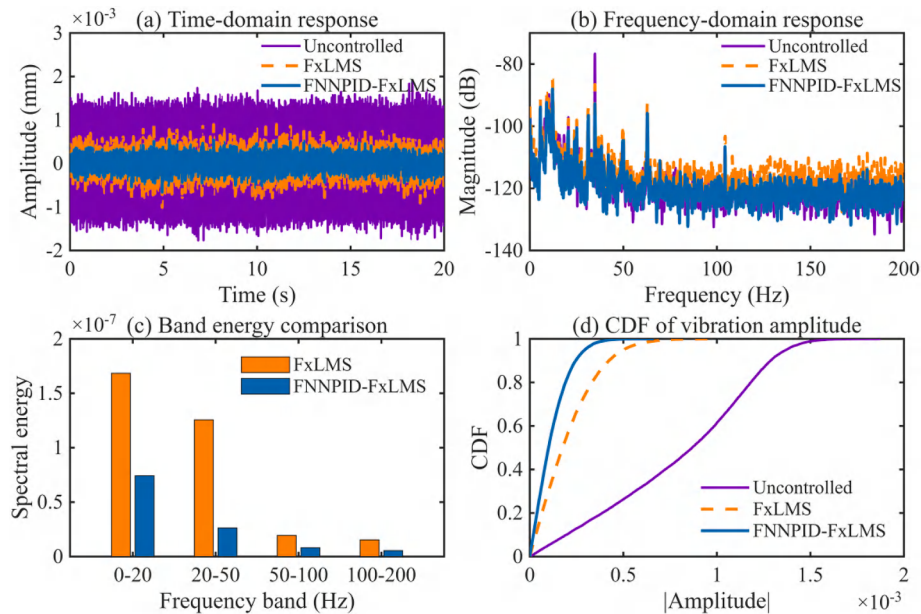 (a) Time-domain response
×10⁻³
3
2
1
0
-1
-2
Amplitude (mm)
Uncontrolled
FxLMS
FNNPID-FxLMS
0 5 10 15 20
Time (s)
(b) Frequency-domain response
-80
-100
-120
-140
Magnitude (dB)
Uncontrolled
FxLMS
FNNPID-FxLMS
0 50 100 150 200
Frequency (Hz)
(c) Band energy comparison
×10⁻⁷
2
1.5
1
0.5
0
Spectral energy
FxLMS
FNNPID-FxLMS
0-20 20-50 50-100 100-200
Frequency band (Hz)
(d) CDF of vibration amplitude
1
0.8
0.6
0.4
0.2
0
CDF
Uncontrolled
FxLMS
FNNPID-FxLMS
0 0.5 1 1.5 2
|Amplitude|
×10⁻³